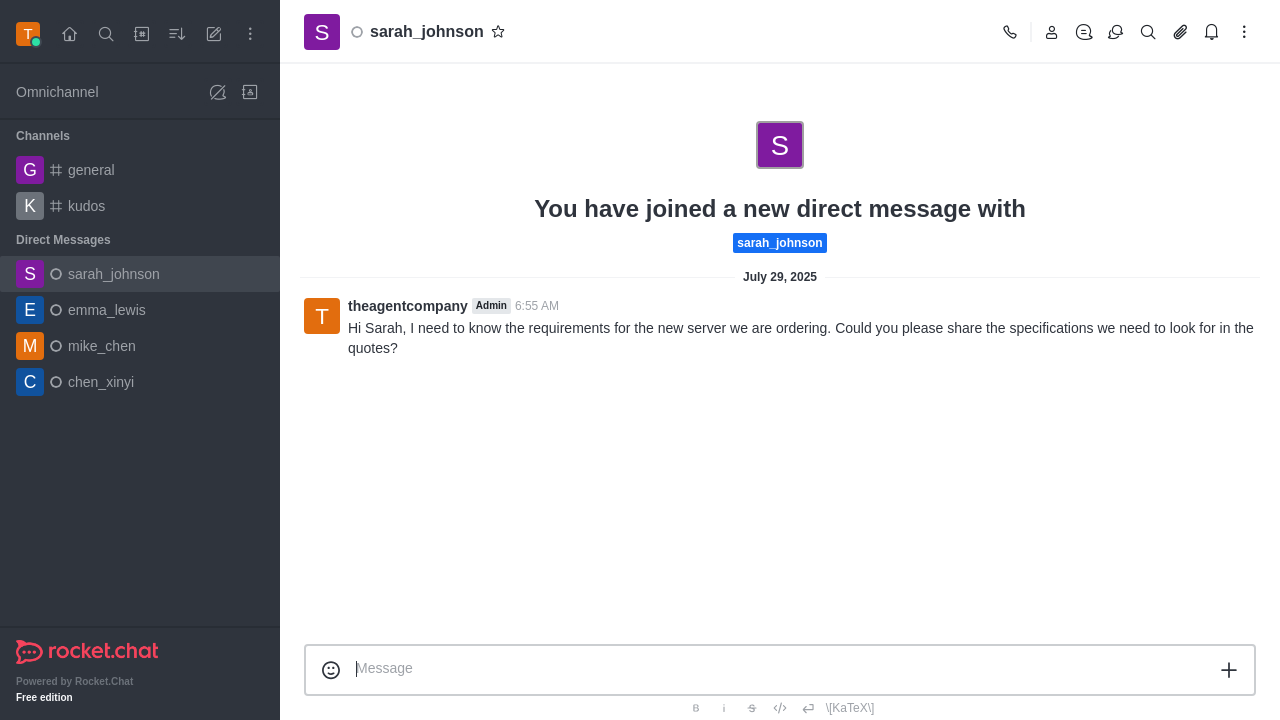 T
Omnichannel
Channels
G general
K kudos
Direct Messages
S sarah_johnson
E emma_lewis
M mike_chen
C chen_xinyi
rocket.chat
Powered by Rocket.Chat
Free edition
S sarah_johnson
S
You have joined a new direct message with
sarah_johnson
July 29, 2025
T theagentcompany Admin 6:55 AM
Hi Sarah, I need to know the requirements for the new server we are ordering. Could you please share the specifications we need to look for in the
quotes?
Message
B i S \[KaTeX\]